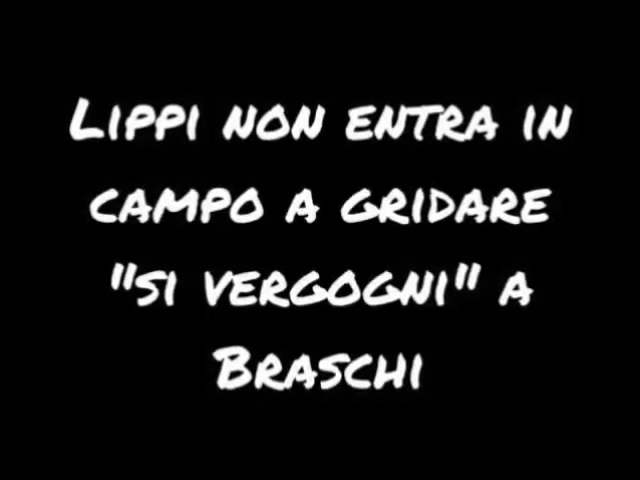 Lippi non entra in
campo a gridare
"si vergogni" a
Braschi